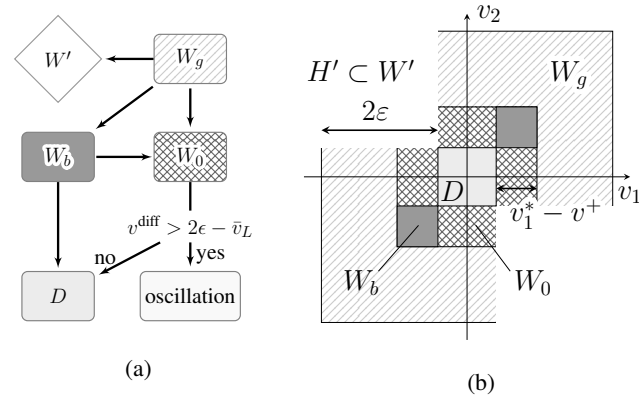 W′
W_g
W_b
W_0
v^diff > 2ϵ - v̄_L
no
yes
D
oscillation
(a)
v_2
H′ ⊂ W′
W_g
2ε
D
v_1
v_1^* − v^+
W_b
W_0
(b)